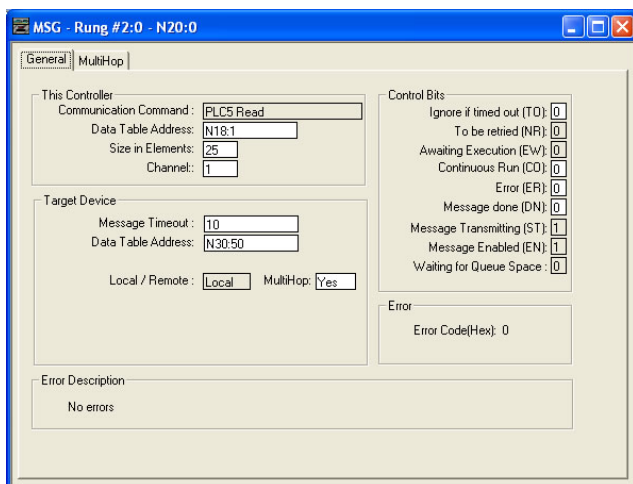 MSG - Rung #2:0 - N20:0
General MultiHop
This Controller
Communication Command : PLC5 Read
Data Table Address: N18:1
Size in Elements: 25
Channel:: 1
Target Device
Message Timeout : 10
Data Table Address: N30:50
Local / Remote : Local MultiHop: Yes
Control Bits
Ignore if timed out (TO): 0
To be retried (NR): 0
Awaiting Execution (EW): 0
Continuous Run (CO): 0
Error (ER): 0
Message done (DN): 0
Message Transmitting (ST): 1
Message Enabled (EN): 1
Waiting for Queue Space : 0
Error
Error Code(Hex): 0
Error Description
No errors